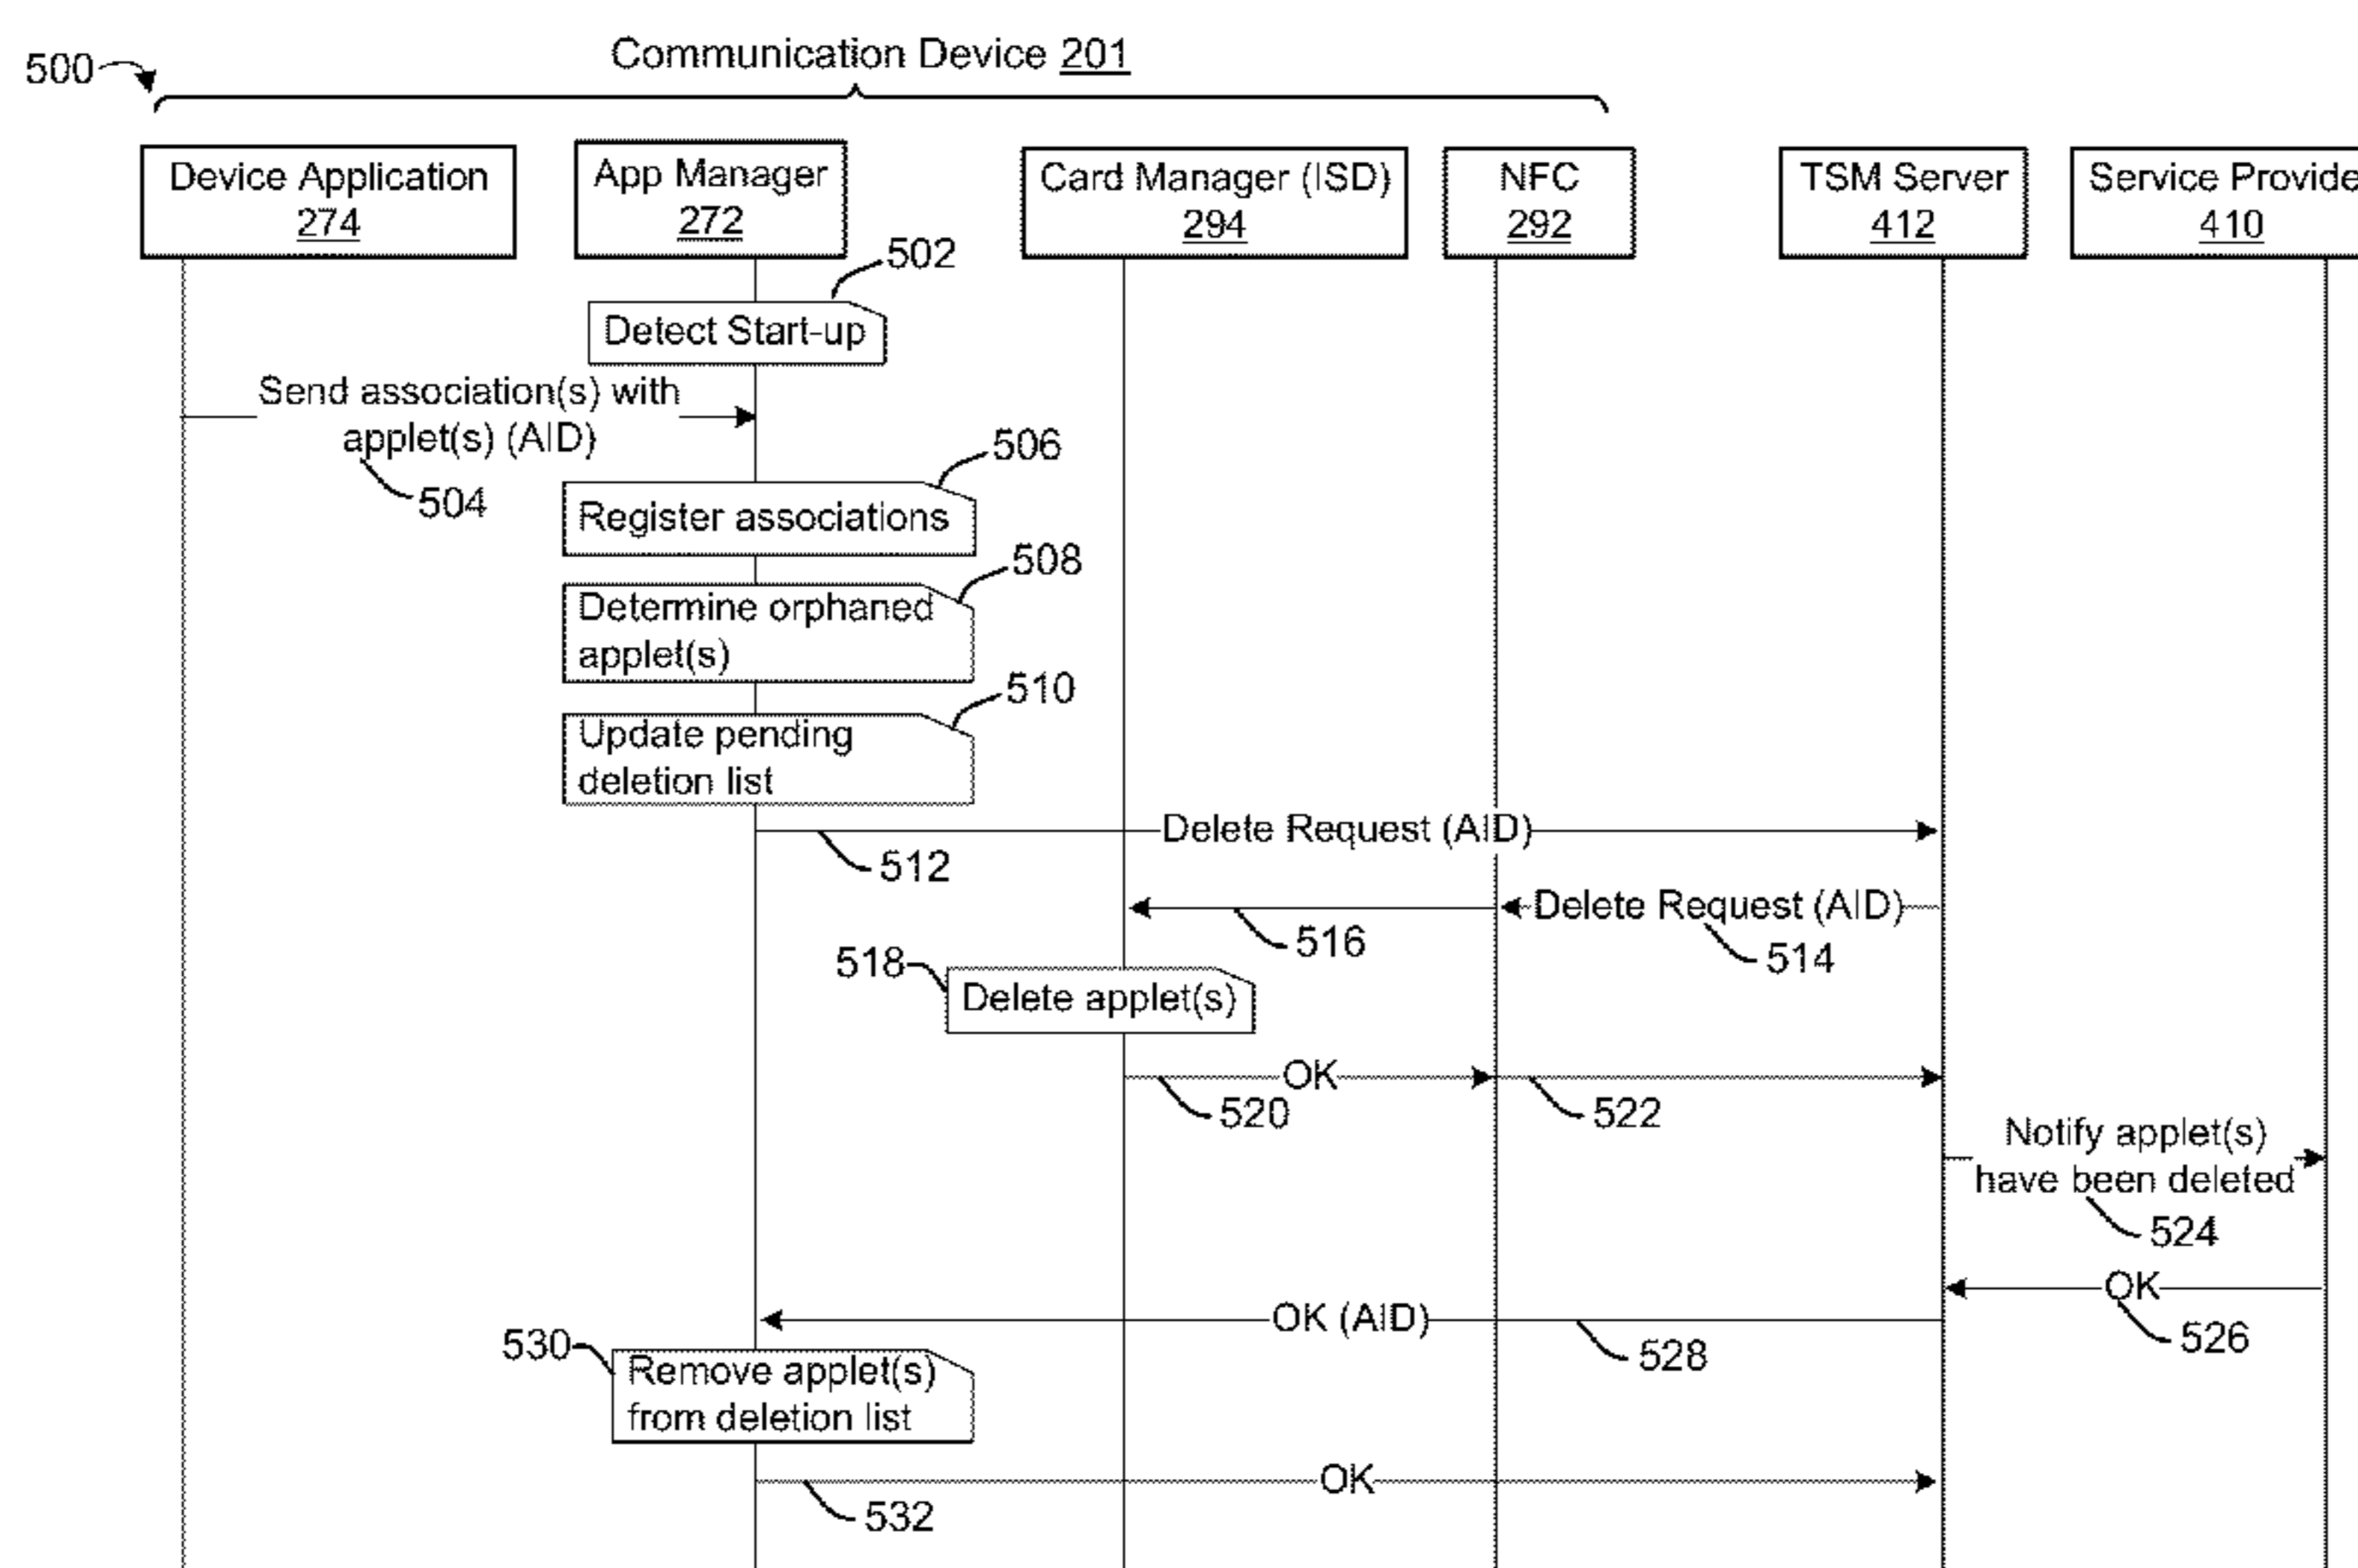 Communication Device 201
500
Device Application
274
App Manager
272
Card Manager (ISD)
294
NFC
292
TSM Server
412
Service Provide
410
502
Detect Start-up
Send association(s) with
applet(s) (AID)
504
506
Register associations
508
Determine orphaned
applet(s)
510
Update pending
deletion list
Delete Request (AID)
512
Delete Request (AID)
516
514
518
Delete applet(s)
OK
520
522
Notify applet(s)
have been deleted
524
OK
526
OK (AID)
528
530
Remove applet(s)
from deletion list
OK
532